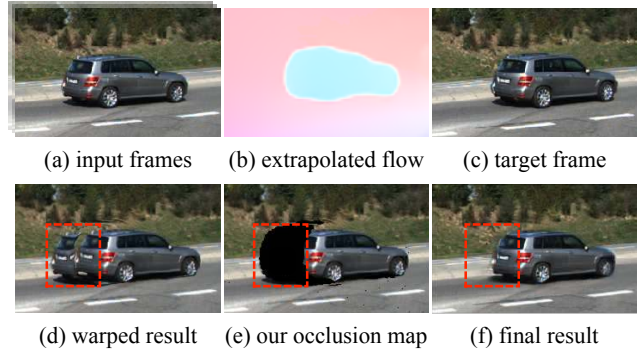 (a) input frames
(b) extrapolated flow
(c) target frame
(d) warped result
(e) our occlusion map
(f) final result